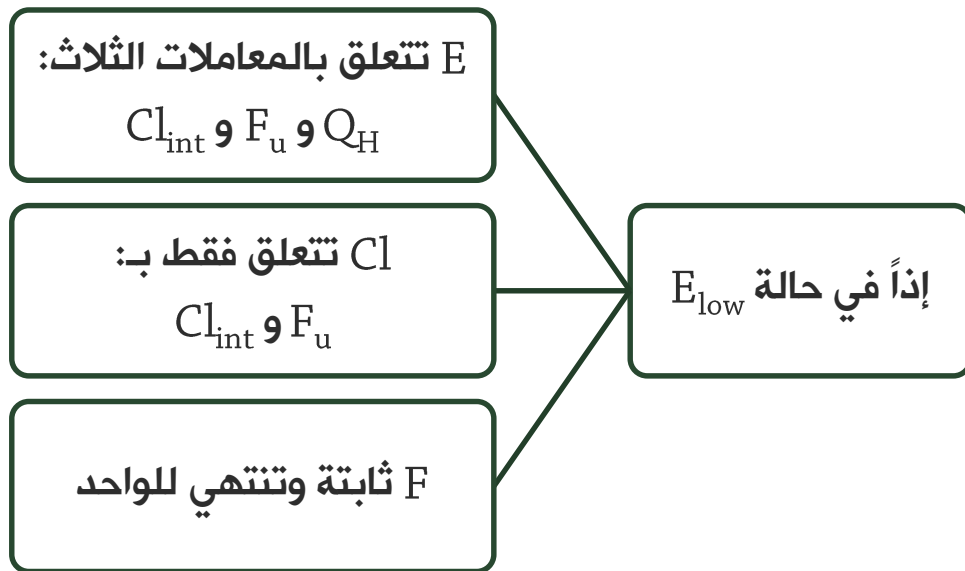 إذاً في حالة E_low
E تتعلق بالمعاملات الثلاث:
Q_H و F_u و Cl_int
Cl تتعلق فقط بـ:
F_u و Cl_int
F ثابتة وتنتهي للواحد